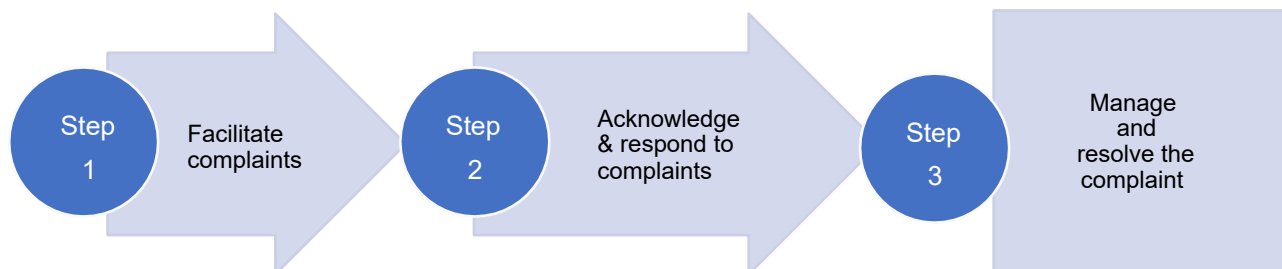 Step
1
Facilitate
complaints
Step
2
Acknowledge
& respond to
complaints
Step
3
Manage
and
resolve the
complaint